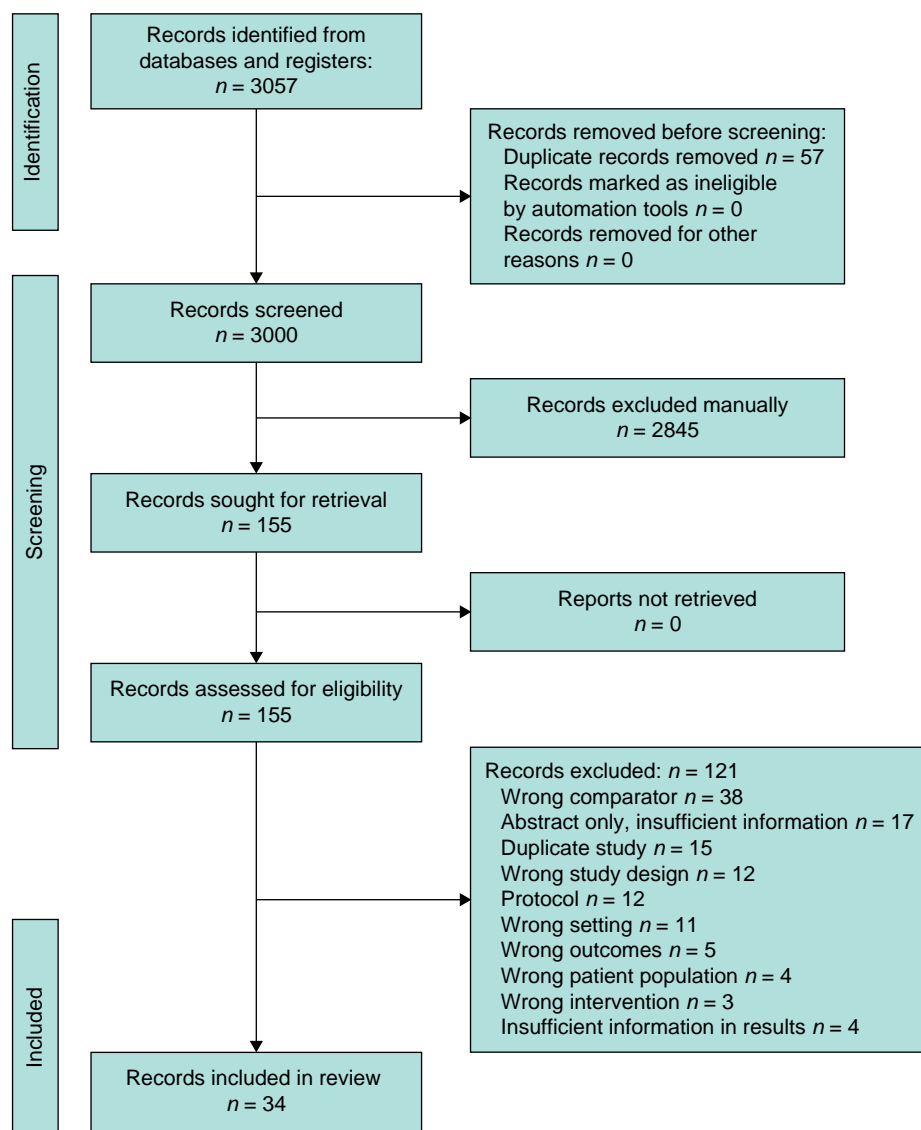 Identification
Records identified from
databases and registers:
n = 3057
Records removed before screening:
Duplicate records removed n = 57
Records marked as ineligible
by automation tools n = 0
Records removed for other
reasons n = 0
Screening
Records screened
n = 3000
Records excluded manually
n = 2845
Records sought for retrieval
n = 155
Reports not retrieved
n = 0
Records assessed for eligibility
n = 155
Records excluded: n = 121
Wrong comparator n = 38
Abstract only, insufficient information n = 17
Duplicate study n = 15
Wrong study design n = 12
Protocol n = 12
Wrong setting n = 11
Wrong outcomes n = 5
Wrong patient population n = 4
Wrong intervention n = 3
Insufficient information in results n = 4
Included
Records included in review
n = 34